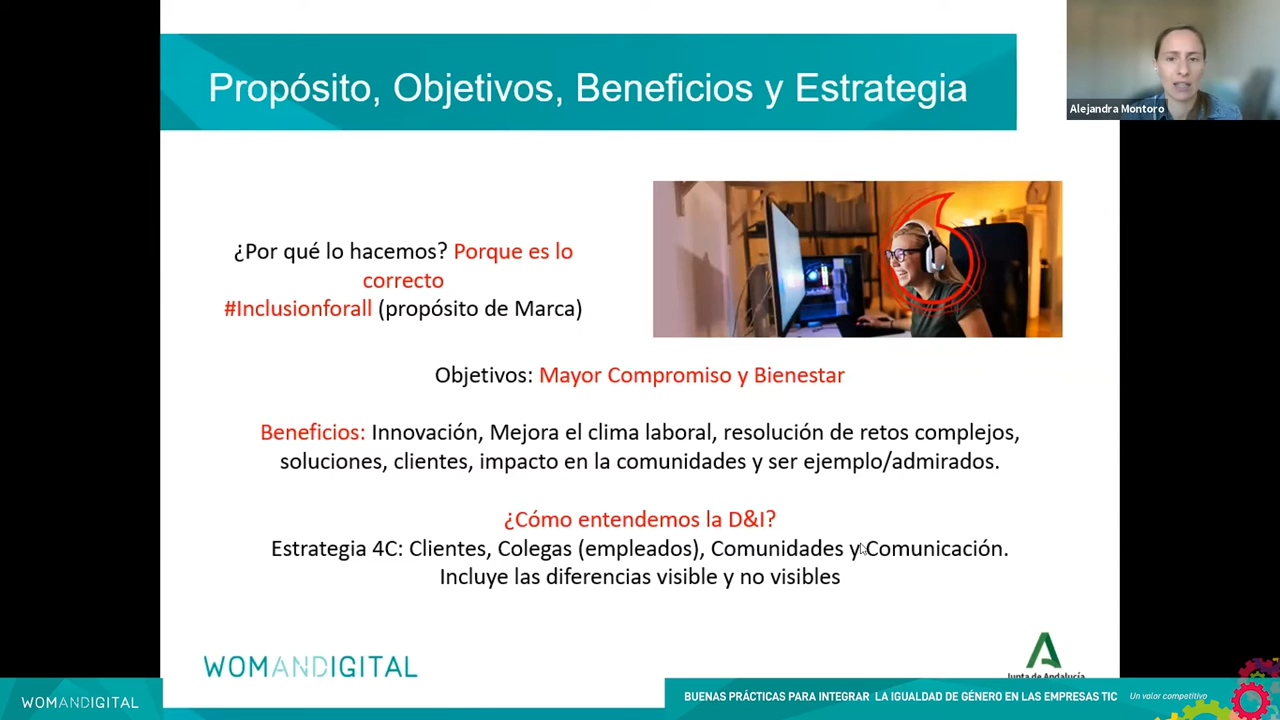 Propósito, Objetivos, Beneficios y Estrategia
Alejandra Montoro
¿Por qué lo hacemos? Porque es lo
correcto
#Inclusionforall (propósito de Marca)
Objetivos: Mayor Compromiso y Bienestar
Beneficios: Innovación, Mejora el clima laboral, resolución de retos complejos,
soluciones, clientes, impacto en la comunidades y ser ejemplo/admirados.
¿Cómo entendemos la D&I?
Estrategia 4C: Clientes, Colegas (empleados), Comunidades y Comunicación.
Incluye las diferencias visible y no visibles
WOMANDIGITAL
Junta de Andalucía
WOMANDIGITAL
BUENAS PRÁCTICAS PARA INTEGRAR LA IGUALDAD DE GÉNERO EN LAS EMPRESAS TIC
Un valor competitivo